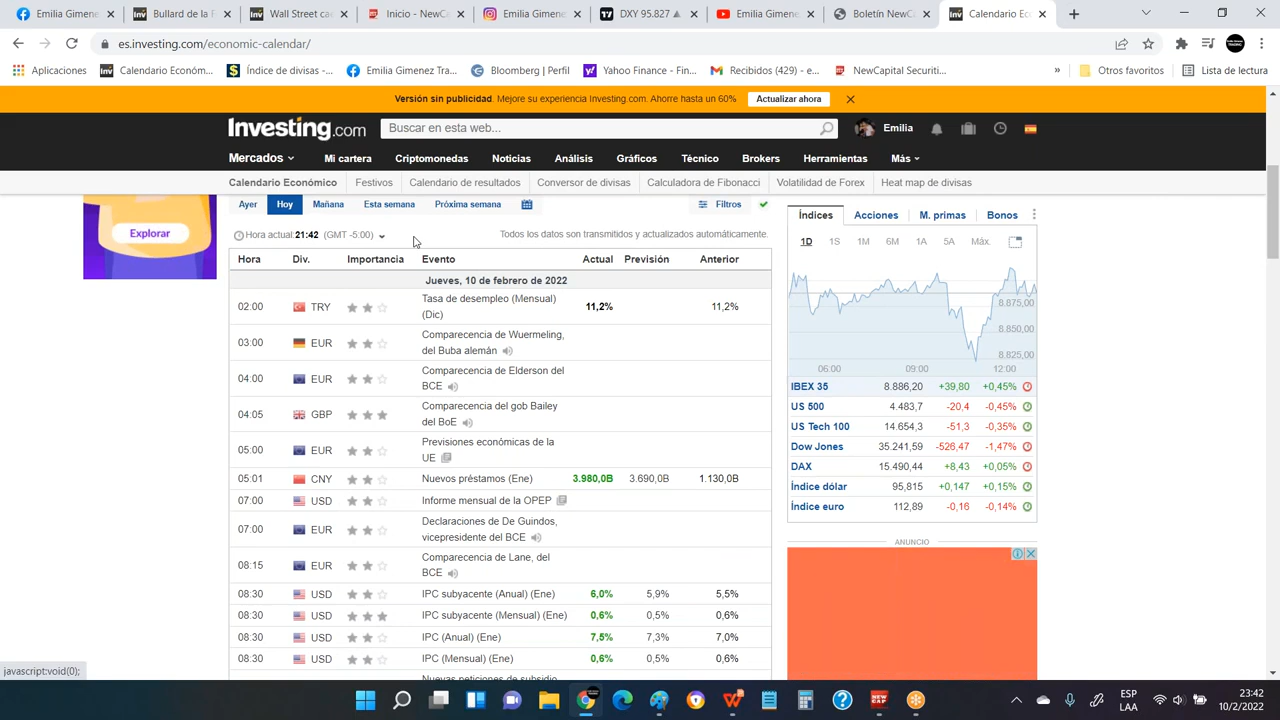 Emilia Gimene
Bullard de la F
Wall Street ca
Inicio - NewC
Emilia Gimene
DXY 95.827
Emilia Gimen
Boletín NewC
Calendario Ec
es.investing.com/economic-calendar/
Aplicaciones
Calendario Económ...
Índice de divisas -...
Emilia Gimenez Tra...
Bloomberg | Perfil
Yahoo Finance - Fin...
Recibidos (429) - e...
NewCapital Securiti...
»
Otros favoritos
Lista de lectura
Versión sin publicidad. Mejore su experiencia Investing.com. Ahorre hasta un 60%
Actualizar ahora
Investing.com
Buscar en esta web...
Emilia
Mercados
Mi cartera
Criptomonedas
Noticias
Análisis
Gráficos
Técnico
Brokers
Herramientas
Más
Calendario Económico
Festivos
Calendario de resultados
Conversor de divisas
Calculadora de Fibonacci
Volatilidad de Forex
Heat map de divisas
Explorar
Ayer
Hoy
Mañana
Esta semana
Próxima semana
Filtros
Hora actual:21:42 (GMT -5:00)
Todos los datos son transmitidos y actualizados automáticamente.
Hora Div. Importancia Evento Actual Previsión Anterior
Jueves, 10 de febrero de 2022
02:00 TRY Tasa de desempleo (Mensual) 11,2% 11,2%
(Dic)
03:00 EUR Comparecencia de Wuermeling,
del Buba alemán
04:00 EUR Comparecencia de Elderson del
BCE
04:05 GBP Comparecencia del gob Bailey
del BoE
05:00 EUR Previsiones económicas de la
UE
05:01 CNY Nuevos préstamos (Ene) 3.980,0B 3.690,0B 1.130,0B
07:00 USD Informe mensual de la OPEP
07:00 EUR Declaraciones de De Guindos,
vicepresidente del BCE
08:15 EUR Comparecencia de Lane, del
BCE
08:30 USD IPC subyacente (Anual) (Ene) 6,0% 5,9% 5,5%
08:30 USD IPC subyacente (Mensual) (Ene) 0,6% 0,5% 0,6%
08:30 USD IPC (Anual) (Ene) 7,5% 7,3% 7,0%
08:30 USD IPC (Mensual) (Ene) 0,6% 0,5% 0,6%
Nuevas peticiones de subsidio
Índices
Acciones
M. primas
Bonos
1D 1S 1M 6M 1A 5A Máx.
8.875,00
8.850,00
8.825,00
06:00 09:00 12:00
IBEX 35 8.886,20 +39,80 +0,45%
US 500 4.483,7 -20,4 -0,45%
US Tech 100 14.654,3 -51,3 -0,35%
Dow Jones 35.241,59 -526,47 -1,47%
DAX 15.490,44 +8,43 +0,05%
Índice dólar 95,815 +0,147 +0,15%
Índice euro 112,89 -0,16 -0,14%
ANUNCIO
javascript:void(0);
NEW
CAP
ESP
LAA
23:42
10/2/2022